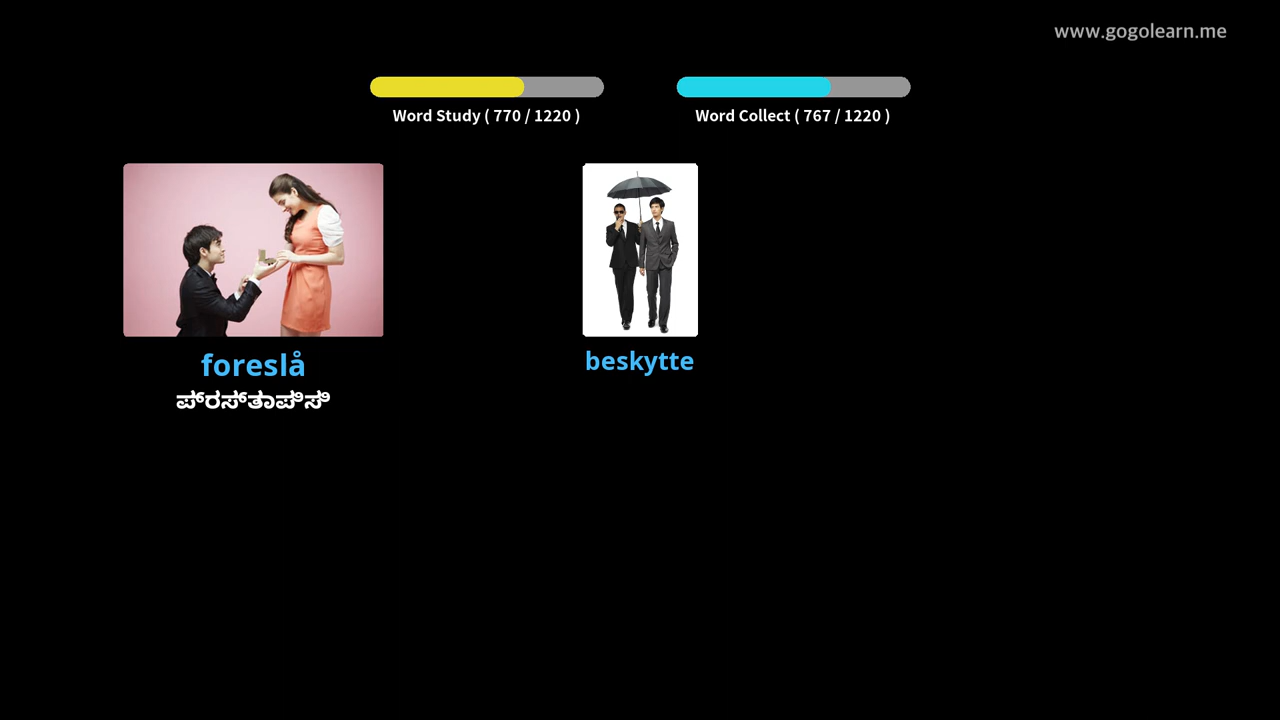 www.gogolearn.me
Word Study ( 770 / 1220 )
Word Collect ( 767 / 1220 )
foreslå
ಪ್ರಸ್ತಾಪಿಸಿ
beskytte